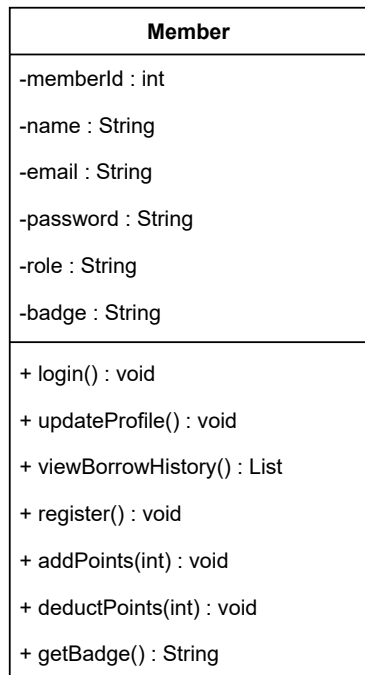 Member
-memberId : int
-name : String
-email : String
-password : String
-role : String
-badge : String
+ login() : void
+ updateProfile() : void
+ viewBorrowHistory() : List
+ register() : void
+ addPoints(int) : void
+ deductPoints(int) : void
+ getBadge() : String